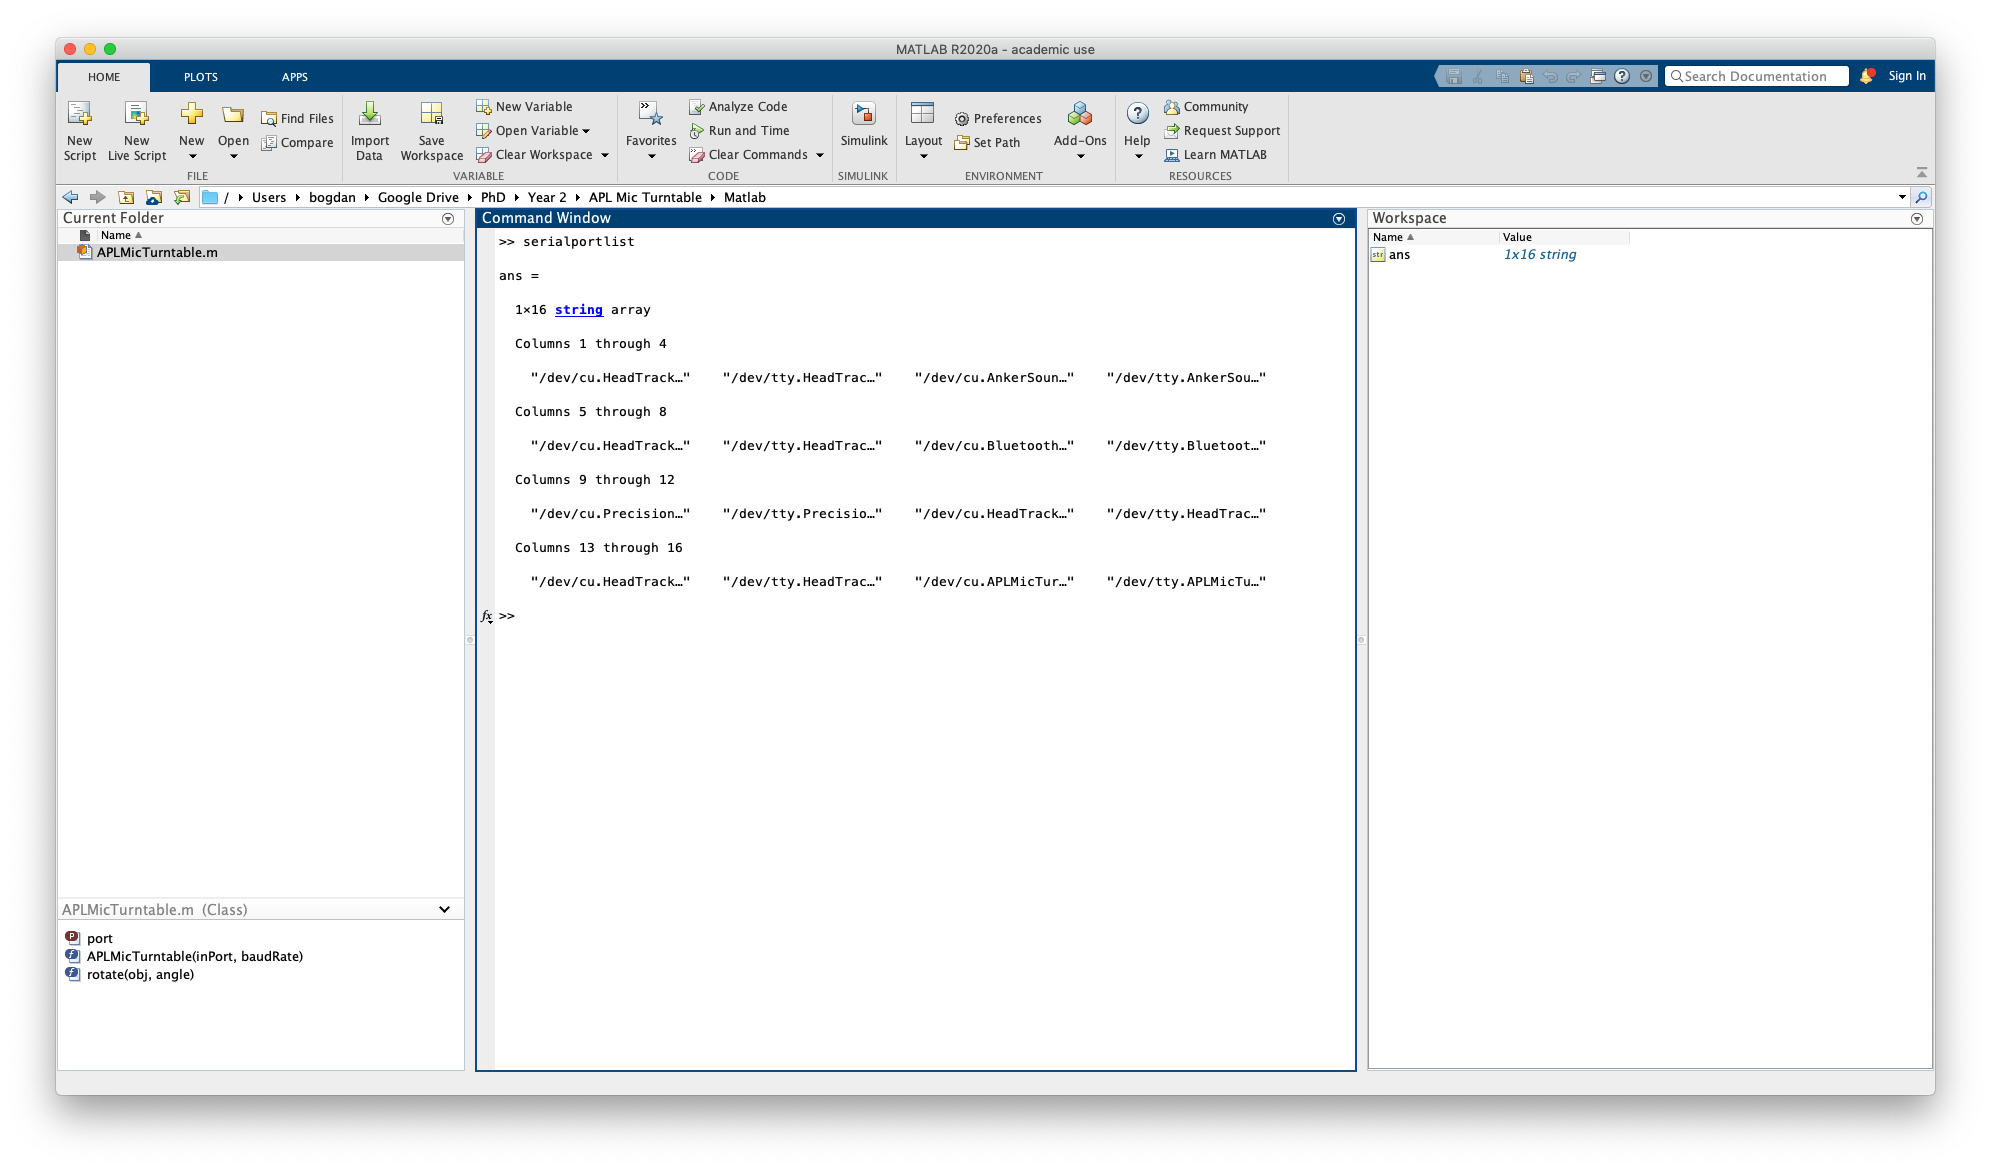 MATLAB R2020a - academic use
HOME PLOTS APPS
Search Documentation
Sign In
New Script
New Live Script
New
Open
Find Files
Compare
FILE
Import Data
Save Workspace
New Variable
Open Variable
Clear Workspace
VARIABLE
Favorites
Analyze Code
Run and Time
Clear Commands
CODE
Simulink
SIMULINK
Layout
Preferences
Set Path
Add-Ons
ENVIRONMENT
Help
Community
Request Support
Learn MATLAB
RESOURCES
/ Users bogdan Google Drive PhD Year 2 APL Mic Turntable Matlab
Current Folder
Name
APLMicTurntable.m
APLMicTurntable.m (Class)
port
APLMicTurntable(inPort, baudRate)
rotate(obj, angle)
Command Window
>> serialportlist
ans =
1×16 string array
Columns 1 through 4
"/dev/cu.HeadTrack…" "/dev/tty.HeadTrac…" "/dev/cu.AnkerSoun…" "/dev/tty.AnkerSou…"
Columns 5 through 8
"/dev/cu.HeadTrack…" "/dev/tty.HeadTrac…" "/dev/cu.Bluetooth…" "/dev/tty.Bluetoot…"
Columns 9 through 12
"/dev/cu.Precision…" "/dev/tty.Precisio…" "/dev/cu.HeadTrack…" "/dev/tty.HeadTrac…"
Columns 13 through 16
"/dev/cu.HeadTrack…" "/dev/tty.HeadTrac…" "/dev/cu.APLMicTur…" "/dev/tty.APLMicTu…"
fx >>
Workspace
Name Value
ans 1x16 string